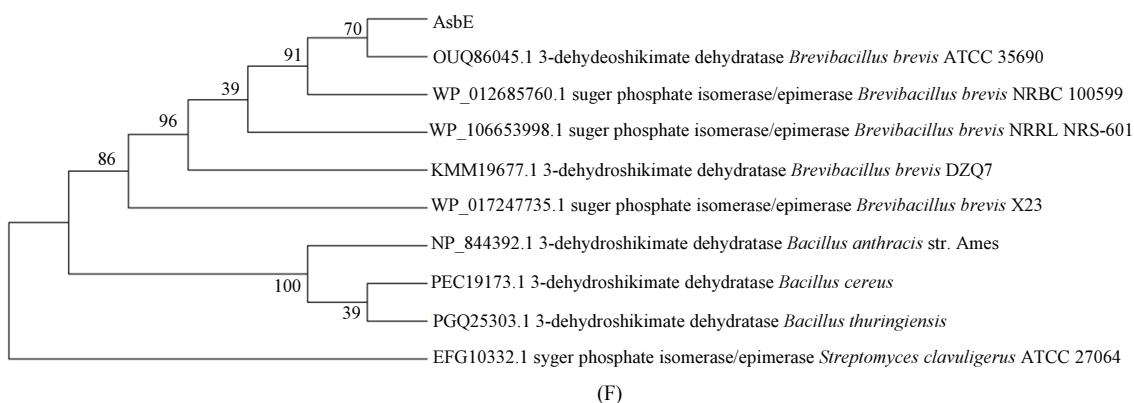 AsbE
70
OUQ86045.1 3-dehydeoshikimate dehydratase Brevibacillus brevis ATCC 35690
91
WP_012685760.1 suger phosphate isomerase/epimerase Brevibacillus brevis NRBC 100599
39
WP_106653998.1 suger phosphate isomerase/epimerase Brevibacillus brevis NRRL NRS-601
96
KMM19677.1 3-dehydroshikimate dehydratase Brevibacillus brevis DZQ7
86
WP_017247735.1 suger phosphate isomerase/epimerase Brevibacillus brevis X23
NP_844392.1 3-dehydroshikimate dehydratase Bacillus anthracis str. Ames
100
PEC19173.1 3-dehydroshikimate dehydratase Bacillus cereus
39
PGQ25303.1 3-dehydroshikimate dehydratase Bacillus thuringiensis
EFG10332.1 syger phosphate isomerase/epimerase Streptomyces clavuligerus ATCC 27064
(F)